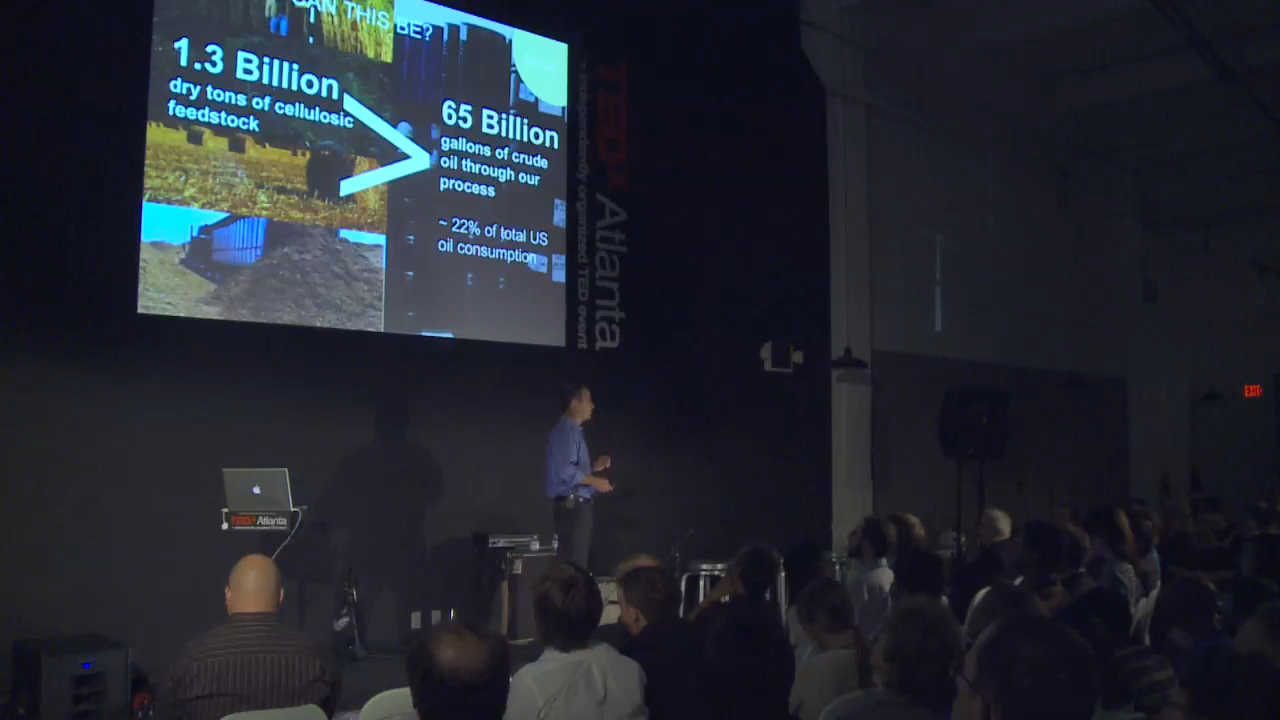 CAN THIS BE?
1.3 Billion
dry tons of cellulosic
feedstock
65 Billion
gallons of crude
oil through our
process
~ 22% of total US
oil consumption
TEDx Atlanta
a independently organized TED event
TEDx Atlanta
EXIT